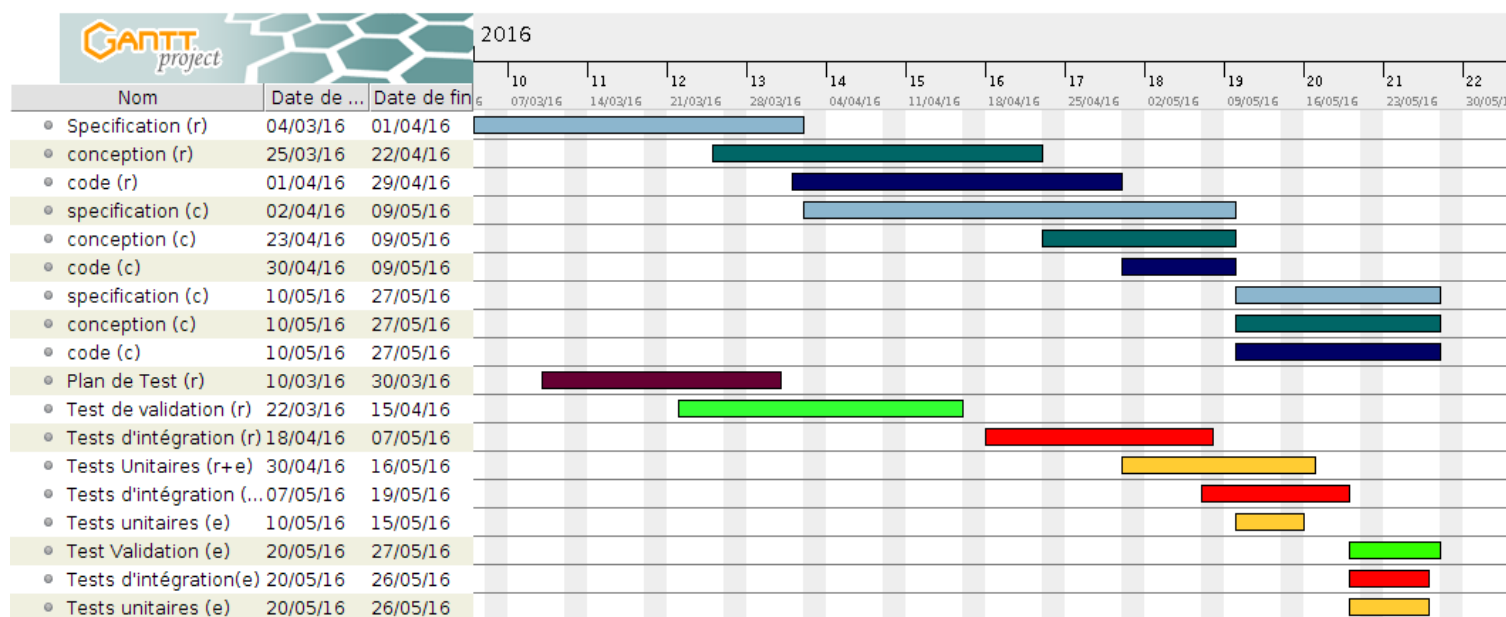 GANTT
project
2016
10 11 12 13 14 15 16 17 18 19 20 21 22
6 07/03/16 14/03/16 21/03/16 28/03/16 04/04/16 11/04/16 18/04/16 25/04/16 02/05/16 09/05/16 16/05/16 23/05/16 30/05/1
Nom Date de ... Date de fin
Specification (r) 04/03/16 01/04/16
conception (r) 25/03/16 22/04/16
code (r) 01/04/16 29/04/16
specification (c) 02/04/16 09/05/16
conception (c) 23/04/16 09/05/16
code (c) 30/04/16 09/05/16
specification (c) 10/05/16 27/05/16
conception (c) 10/05/16 27/05/16
code (c) 10/05/16 27/05/16
Plan de Test (r) 10/03/16 30/03/16
Test de validation (r) 22/03/16 15/04/16
Tests d'intégration (r) 18/04/16 07/05/16
Tests Unitaires (r+e) 30/04/16 16/05/16
Tests d'intégration (... 07/05/16 19/05/16
Tests unitaires (e) 10/05/16 15/05/16
Test Validation (e) 20/05/16 27/05/16
Tests d'intégration(e) 20/05/16 26/05/16
Tests unitaires (e) 20/05/16 26/05/16